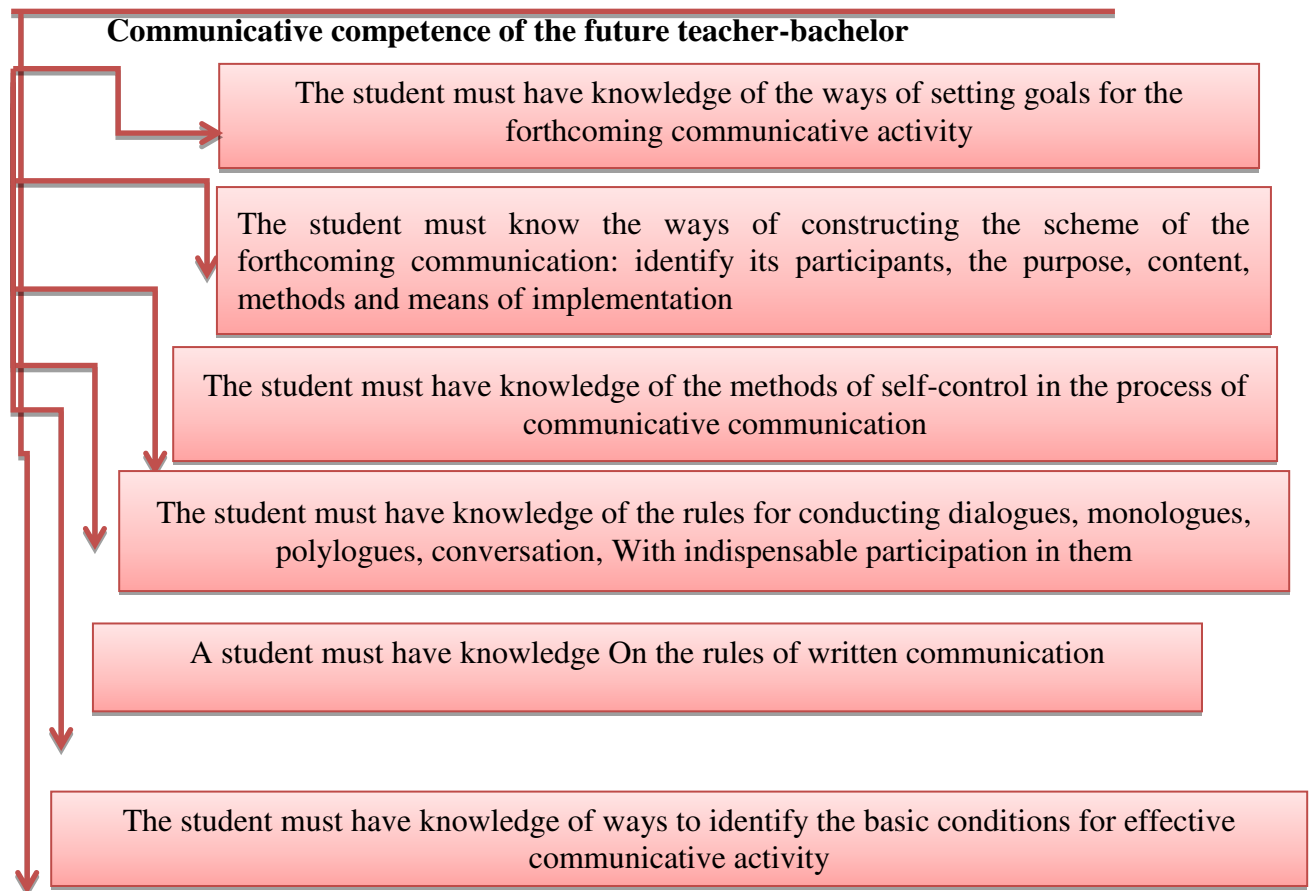 Communicative competence of the future teacher-bachelor
The student must have knowledge of the ways of setting goals for the
forthcoming communicative activity
The student must know the ways of constructing the scheme of the
forthcoming communication: identify its participants, the purpose, content,
methods and means of implementation
The student must have knowledge of the methods of self-control in the process of
communicative communication
The student must have knowledge of the rules for conducting dialogues, monologues,
polylogues, conversation, With indispensable participation in them
A student must have knowledge On the rules of written communication
The student must have knowledge of ways to identify the basic conditions for effective
communicative activity